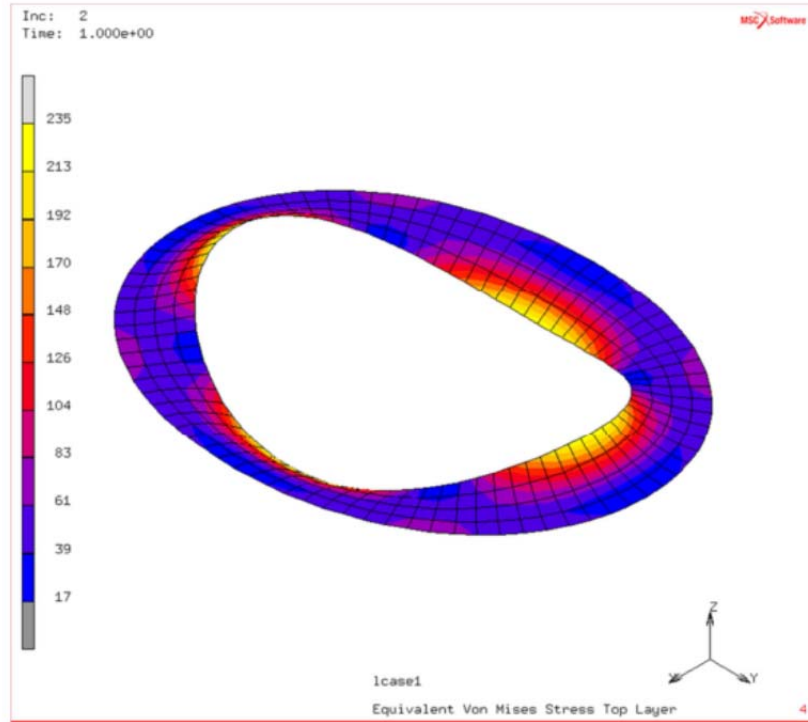 Inc: 2
Time: 1.000e+00
MSC Software
235
213
192
170
148
126
104
83
61
39
17
Z
X
Y
lcase1
Equivalent Von Mises Stress Top Layer
4